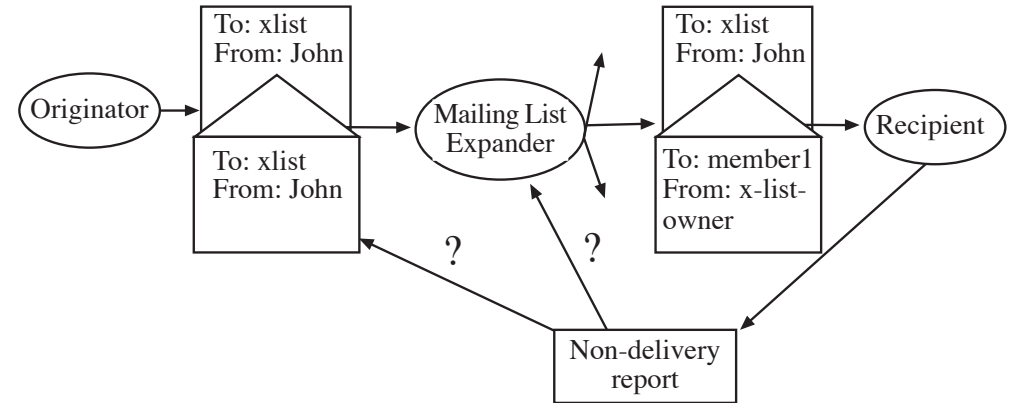 To: xlist
From: John
Originator
To: xlist
From: John
Mailing List
Expander
To: xlist
From: John
To: member1
From: x-list-
owner
Recipient
?
?
Non-delivery
report